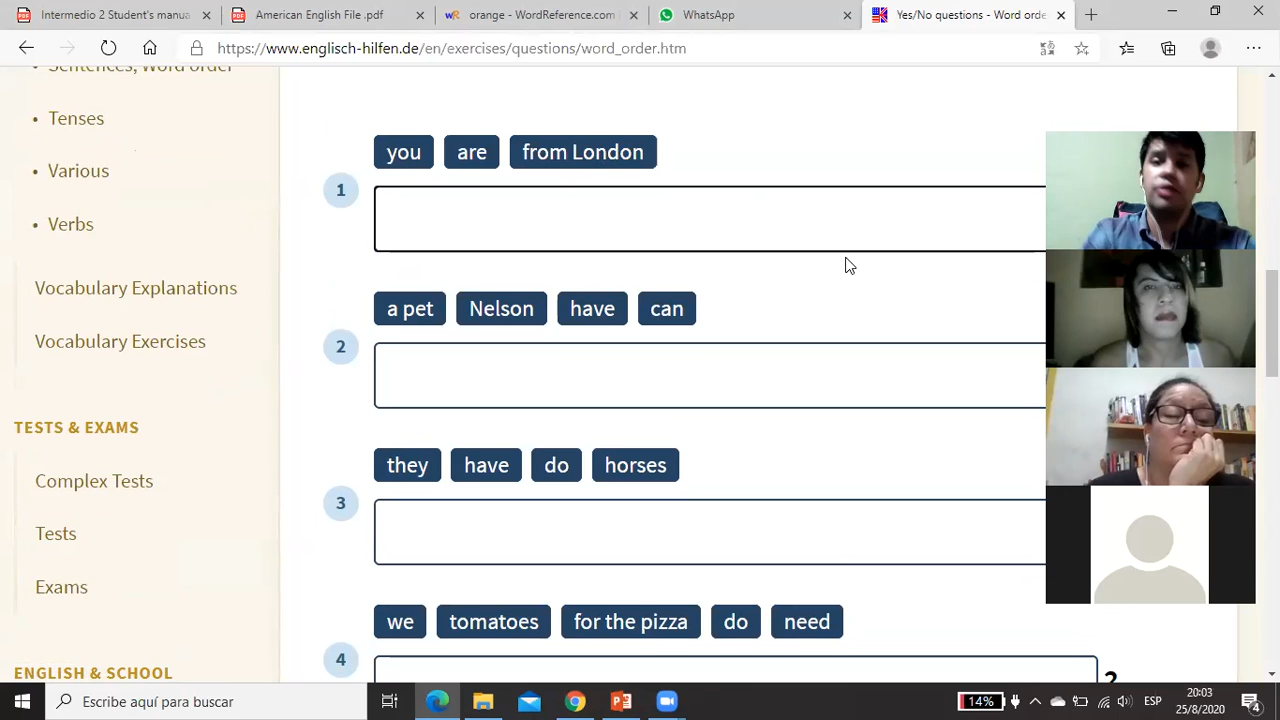 Intermedio 2 Student's manua
American English File .pdf
orange - WordReference.com
WhatsApp
Yes/No questions - Word orde
https://www.englisch-hilfen.de/en/exercises/questions/word_order.htm
• Sentences, Word order
• Tenses
• Various
• Verbs
Vocabulary Explanations
Vocabulary Exercises
TESTS & EXAMS
Complex Tests
Tests
Exams
ENGLISH & SCHOOL
you are from London
1
a pet Nelson have can
2
they have do horses
3
we tomatoes for the pizza do need
4
?
Escribe aquí para buscar
14%
ESP
20:03
25/8/2020
4